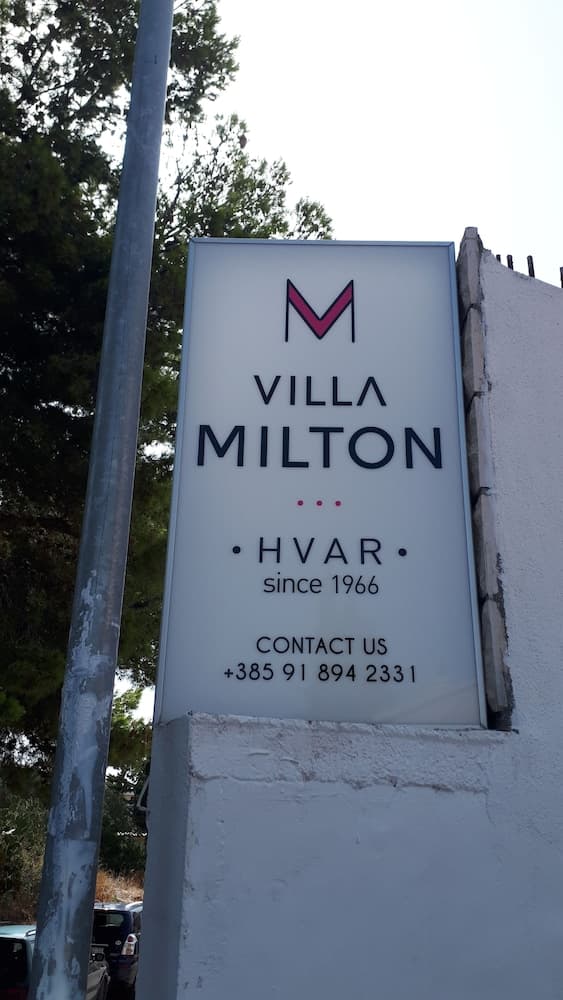 M
VILLA
MILTON
• • •
• HVAR •
since 1966
CONTACT US
+385 91 894 2331